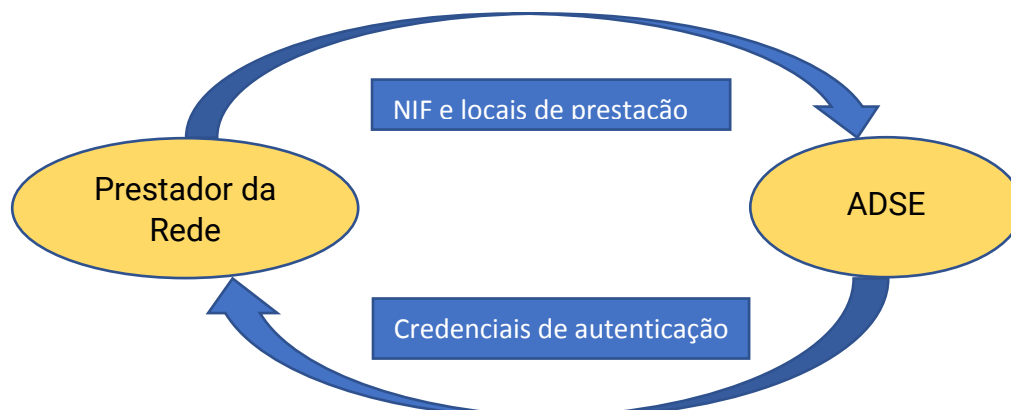 NIF e locais de prestação
Prestador da
Rede
ADSE
Credenciais de autenticação